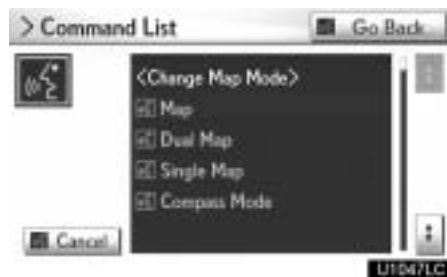 > Command List
Go Back
<Change Map Mode>
Map
Dual Map
Single Map
Compass Mode
Cancel
U1047LC